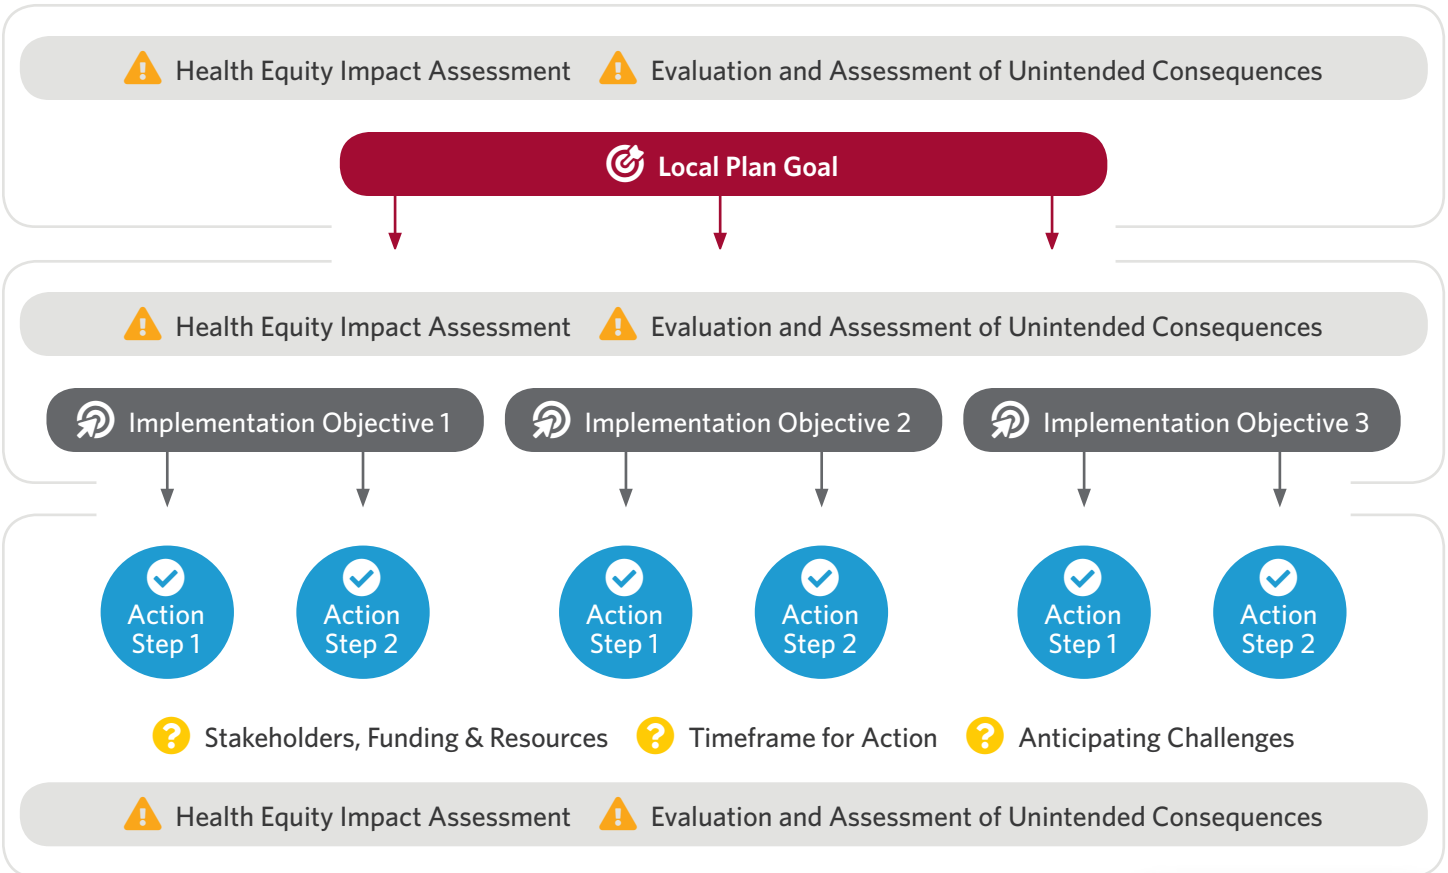 Health Equity Impact Assessment Evaluation and Assessment of Unintended Consequences
Local Plan Goal
Health Equity Impact Assessment Evaluation and Assessment of Unintended Consequences
Implementation Objective 1 Implementation Objective 2 Implementation Objective 3
Action Action Action Action Action Action
Step 1 Step 2 Step 1 Step 2 Step 1 Step 2
Stakeholders, Funding & Resources Timeframe for Action Anticipating Challenges
Health Equity Impact Assessment Evaluation and Assessment of Unintended Consequences